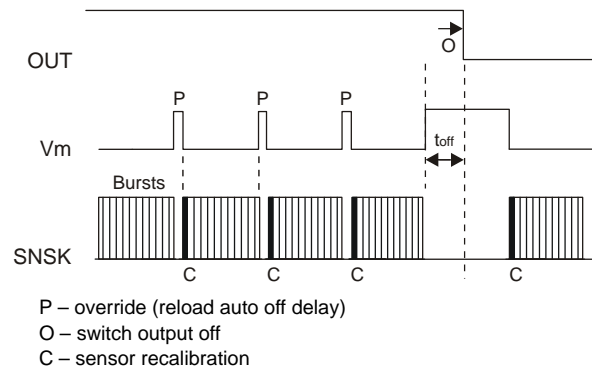 O
OUT
P P P
Vm
toff
Bursts
SNSK
C C C C
P – override (reload auto off delay)
O – switch output off
C – sensor recalibration